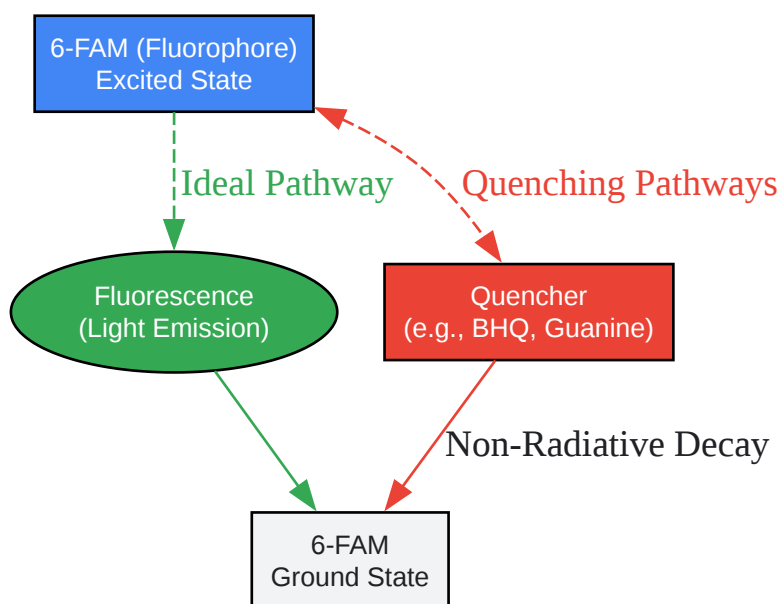 6-FAM (Fluorophore)
Excited State
Ideal Pathway
Quenching Pathways
Fluorescence
(Light Emission)
Quencher
(e.g., BHQ, Guanine)
Non-Radiative Decay
6-FAM
Ground State